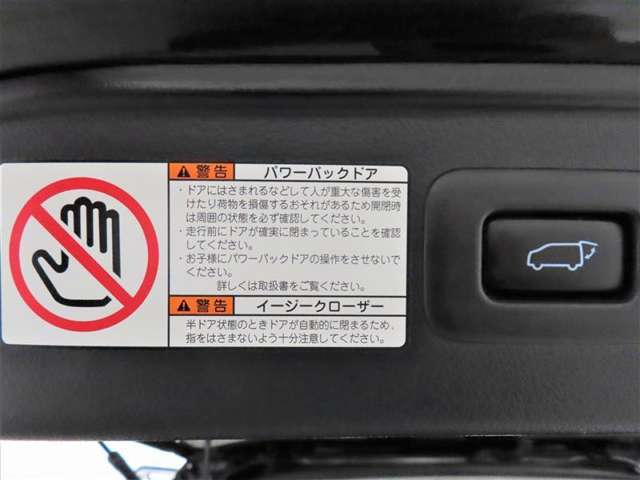 警告 パワーバックドア
・ドアにはさまれるなどして人が重大な傷害を受
けたり荷物を損傷するおそれがあるため開閉時
は周囲の状態を必ず確認してください。
・走行前にドアが確実に閉まっていることを確認
してください。
・お子様にパワーバックドアの操作をさせないで
ください。
詳しくは取扱書をご覧ください。
警告 イージークローザー
半ドア状態のときドアが自動的に閉まるため、
指をはさまないよう十分注意してください。